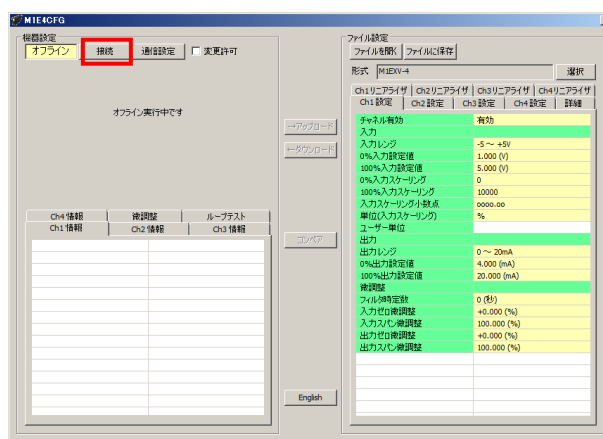 M1E4CFG
機器設定
オフライン 接続 通信設定 変更許可
オフライン実行中です
Ch4 情報 微調整 ループテスト
Ch1 情報 Ch2 情報 Ch3 情報
→アップロード
←ダウンロード
コンペア
English
ファイル設定
ファイルを開く ファイルに保存
形式 M1EXV-4 選択
Ch1リニアライザ Ch2リニアライザ Ch3リニアライザ Ch4リニアライザ
Ch1 設定 Ch2 設定 Ch3 設定 Ch4 設定 詳細
チャネル有効 有効
入力
入力レンジ -5 ～ +5V
0%入力設定値 1.000 (V)
100%入力設定値 5.000 (V)
0%入力スケーリング 0
100%入力スケーリング 10000
入力スケーリング小数点 oooo.oo
単位(入力スケーリング) %
ユーザー単位
出力
出力レンジ 0 ～ 20mA
0%出力設定値 4.000 (mA)
100%出力設定値 20.000 (mA)
微調整
フィルタ時定数 0 (秒)
入力ゼロ微調整 +0.000 (%)
入力スパン微調整 100.000 (%)
出力ゼロ微調整 +0.000 (%)
出力スパン微調整 100.000 (%)